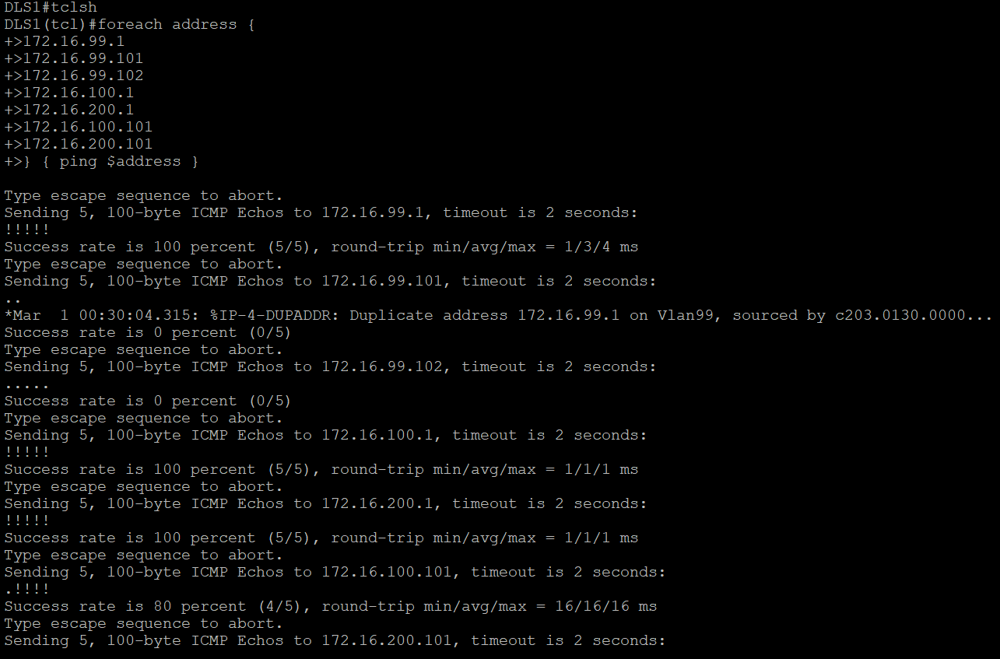 DLS1#tclsh
DLS1(tcl)#foreach address {
+>172.16.99.1
+>172.16.99.101
+>172.16.99.102
+>172.16.100.1
+>172.16.200.1
+>172.16.100.101
+>172.16.200.101
+>} { ping $address }
Type escape sequence to abort.
Sending 5, 100-byte ICMP Echos to 172.16.99.1, timeout is 2 seconds:
!!!!!
Success rate is 100 percent (5/5), round-trip min/avg/max = 1/3/4 ms
Type escape sequence to abort.
Sending 5, 100-byte ICMP Echos to 172.16.99.101, timeout is 2 seconds:
..
*Mar  1 00:30:04.315: %IP-4-DUPADDR: Duplicate address 172.16.99.1 on Vlan99, sourced by c203.0130.0000...
Success rate is 0 percent (0/5)
Type escape sequence to abort.
Sending 5, 100-byte ICMP Echos to 172.16.99.102, timeout is 2 seconds:
.....
Success rate is 0 percent (0/5)
Type escape sequence to abort.
Sending 5, 100-byte ICMP Echos to 172.16.100.1, timeout is 2 seconds:
!!!!!
Success rate is 100 percent (5/5), round-trip min/avg/max = 1/1/1 ms
Type escape sequence to abort.
Sending 5, 100-byte ICMP Echos to 172.16.200.1, timeout is 2 seconds:
!!!!!
Success rate is 100 percent (5/5), round-trip min/avg/max = 1/1/1 ms
Type escape sequence to abort.
Sending 5, 100-byte ICMP Echos to 172.16.100.101, timeout is 2 seconds:
.!!!!
Success rate is 80 percent (4/5), round-trip min/avg/max = 16/16/16 ms
Type escape sequence to abort.
Sending 5, 100-byte ICMP Echos to 172.16.200.101, timeout is 2 seconds: